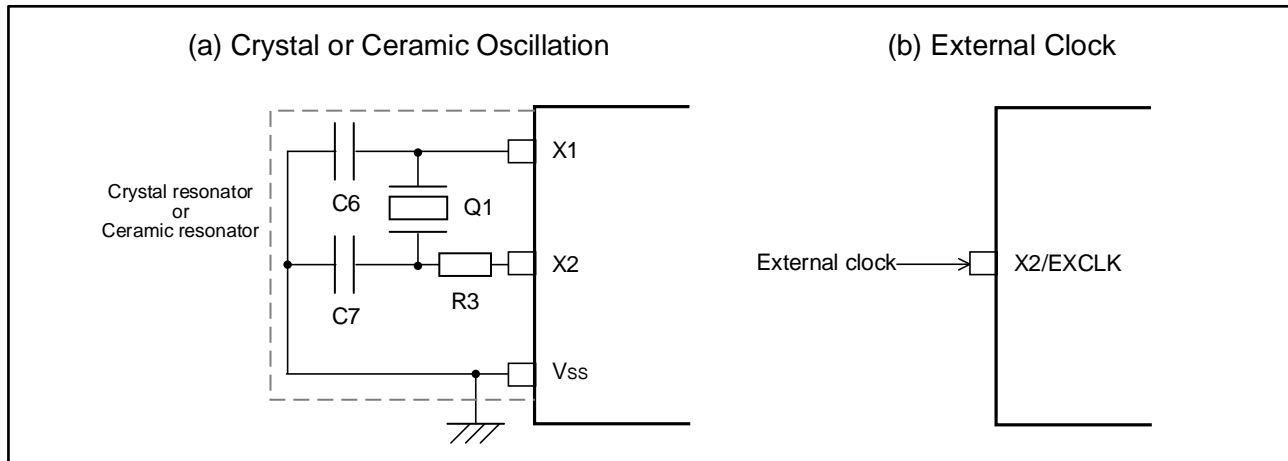 (a) Crystal or Ceramic Oscillation
(b) External Clock
X1
Crystal resonator
or
Ceramic resonator
C6
Q1
X2
R3
C7
Vss
External clock
X2/EXCLK